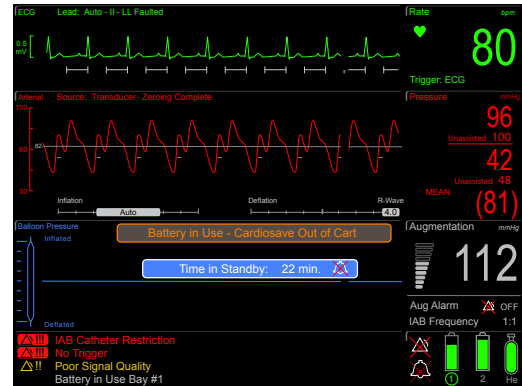 ECG Lead: Auto - II - LL Faulted
0.5
mV
Rate bpm
80
Trigger: ECG
Arterial Source: Transducer- Zeroing Complete
130
80
82
30
Pressure mmHg
96
Unassisted 100
42
Unassisted 48
MEAN (81)
Inflation Deflation R-Wave
Auto 4.0
Balloon Pressure
Inflated
Battery in Use - Cardiosave Out of Cart
Time in Standby: 22 min.
Deflated
Augmentation mmHg
112
Aug Alarm OFF
IAB Frequency 1:1
!!! IAB Catheter Restriction
!!! No Trigger
!! Poor Signal Quality
Battery in Use Bay #1
1 2 He